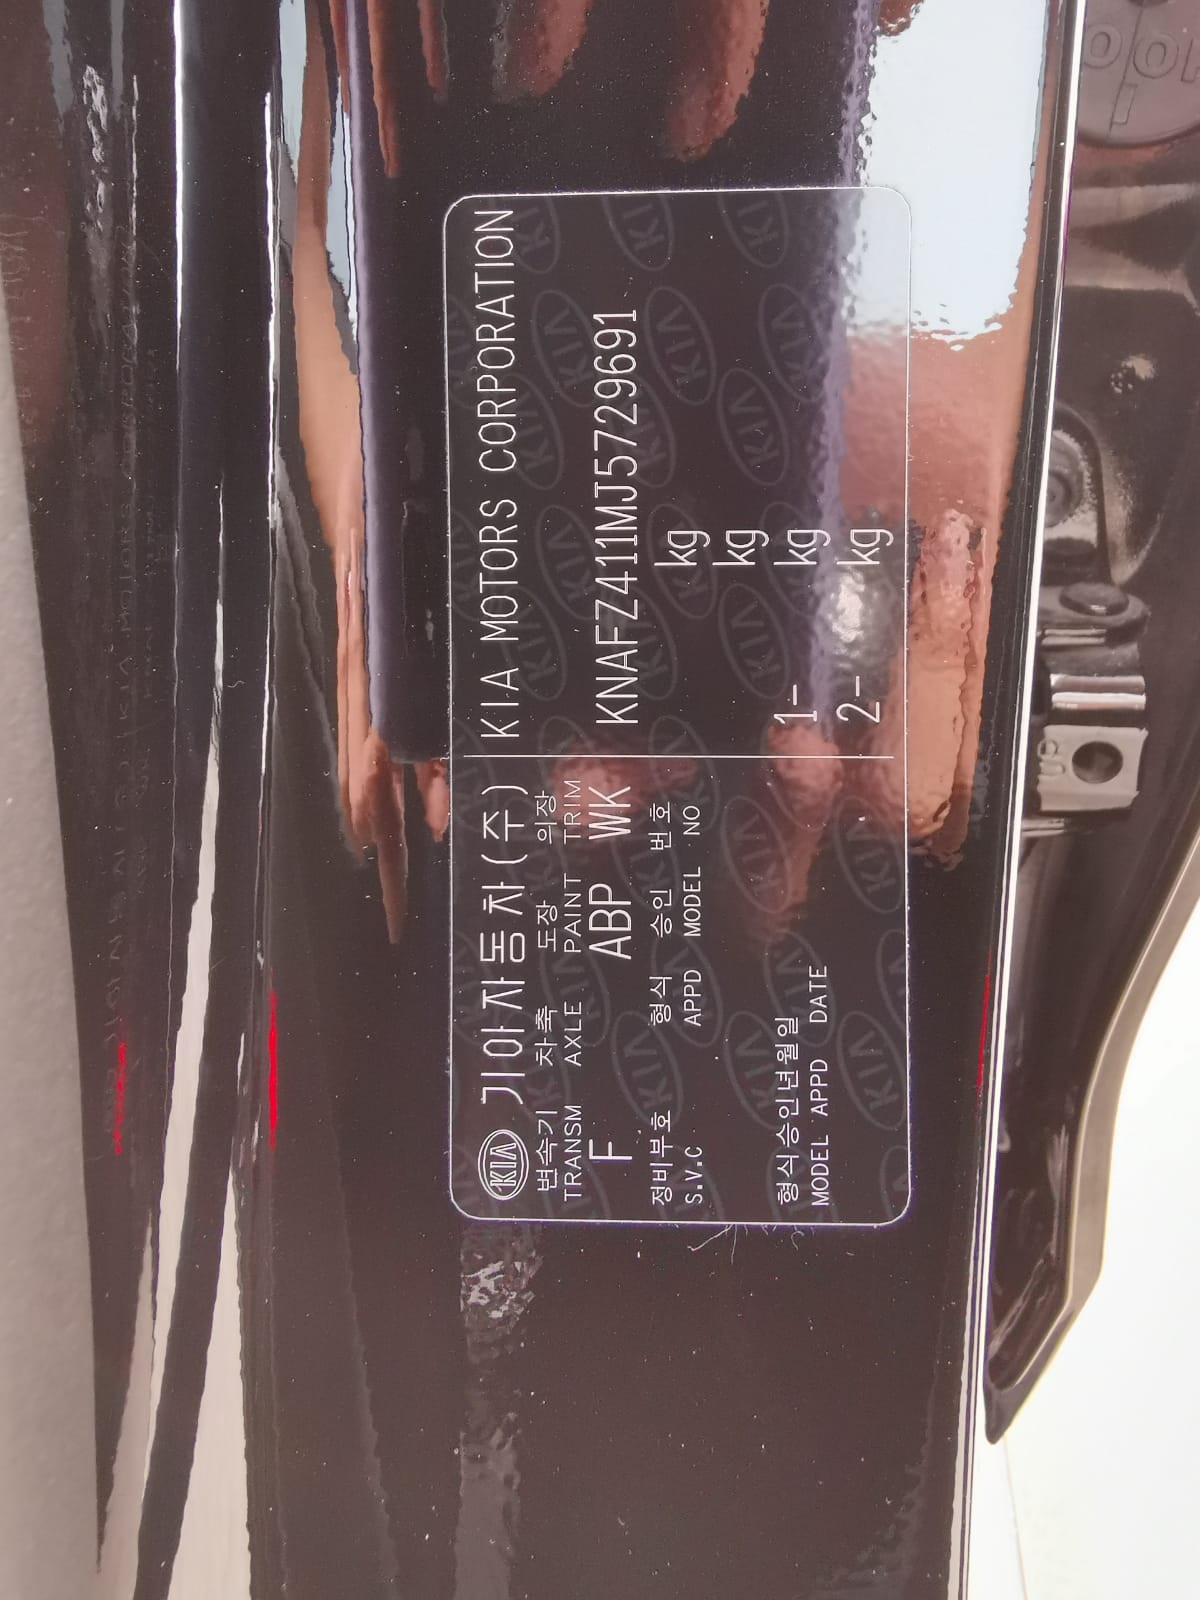 KIA 기아자동차(주) KIA MOTORS CORPORATION
변속기 차축 도장 의장
TRANSM AXLE PAINT TRIM
F ABP WK KNAFZ411MJ5729691
정비부호 형식 승인 번호 kg
S.V.C APPD MODEL NO
kg
형식승인년월일 1- kg
MODEL APPD DATE
2- kg